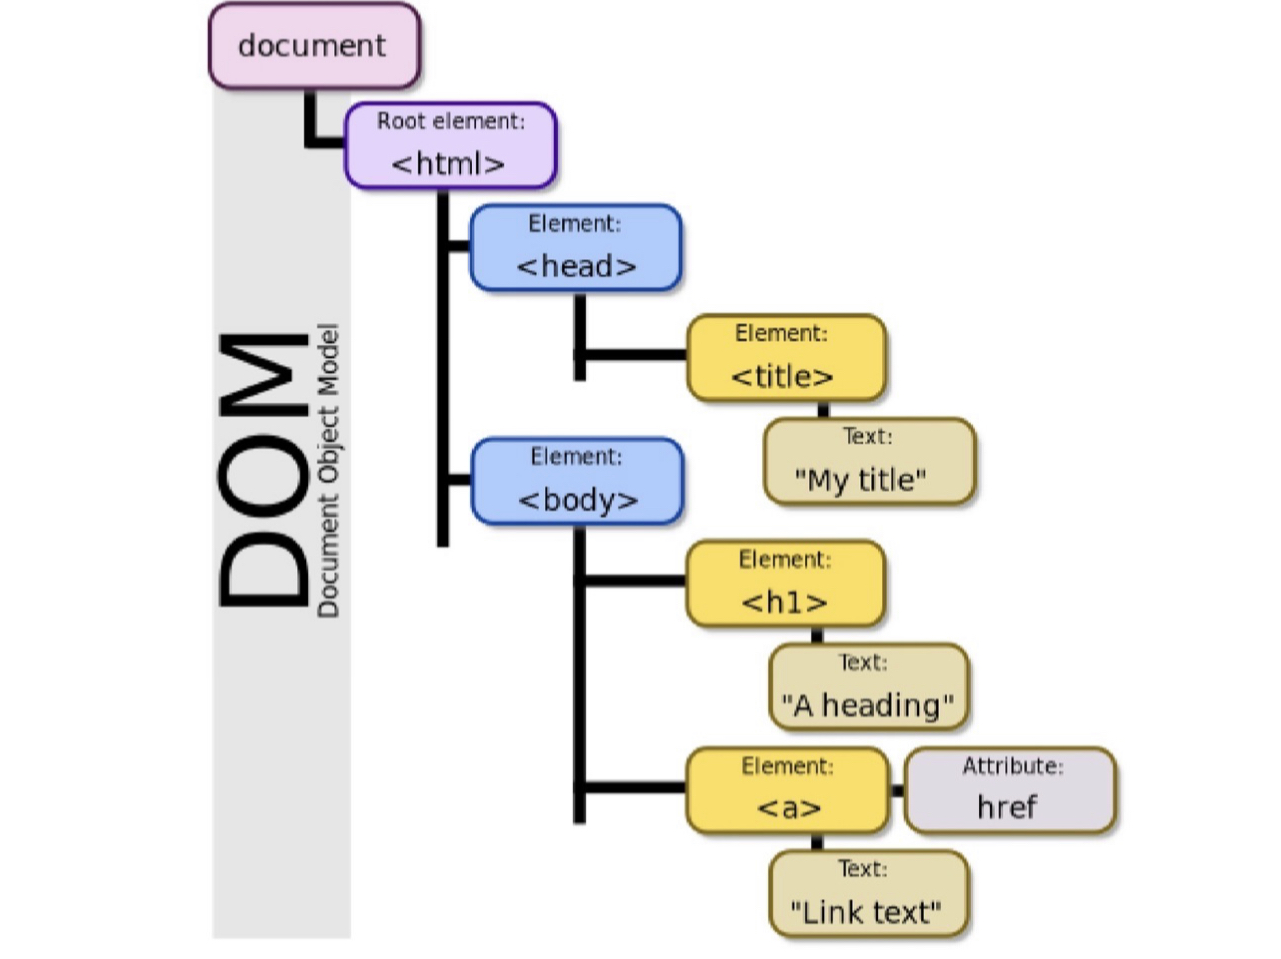 document
Root element:
<html>
Element:
<head>
Element:
<title>
Text:
"My title"
Element:
<body>
Element:
<h1>
Text:
"A heading"
Element:
<a>
Attribute:
href
Text:
"Link text"
DOM
Document Object Model